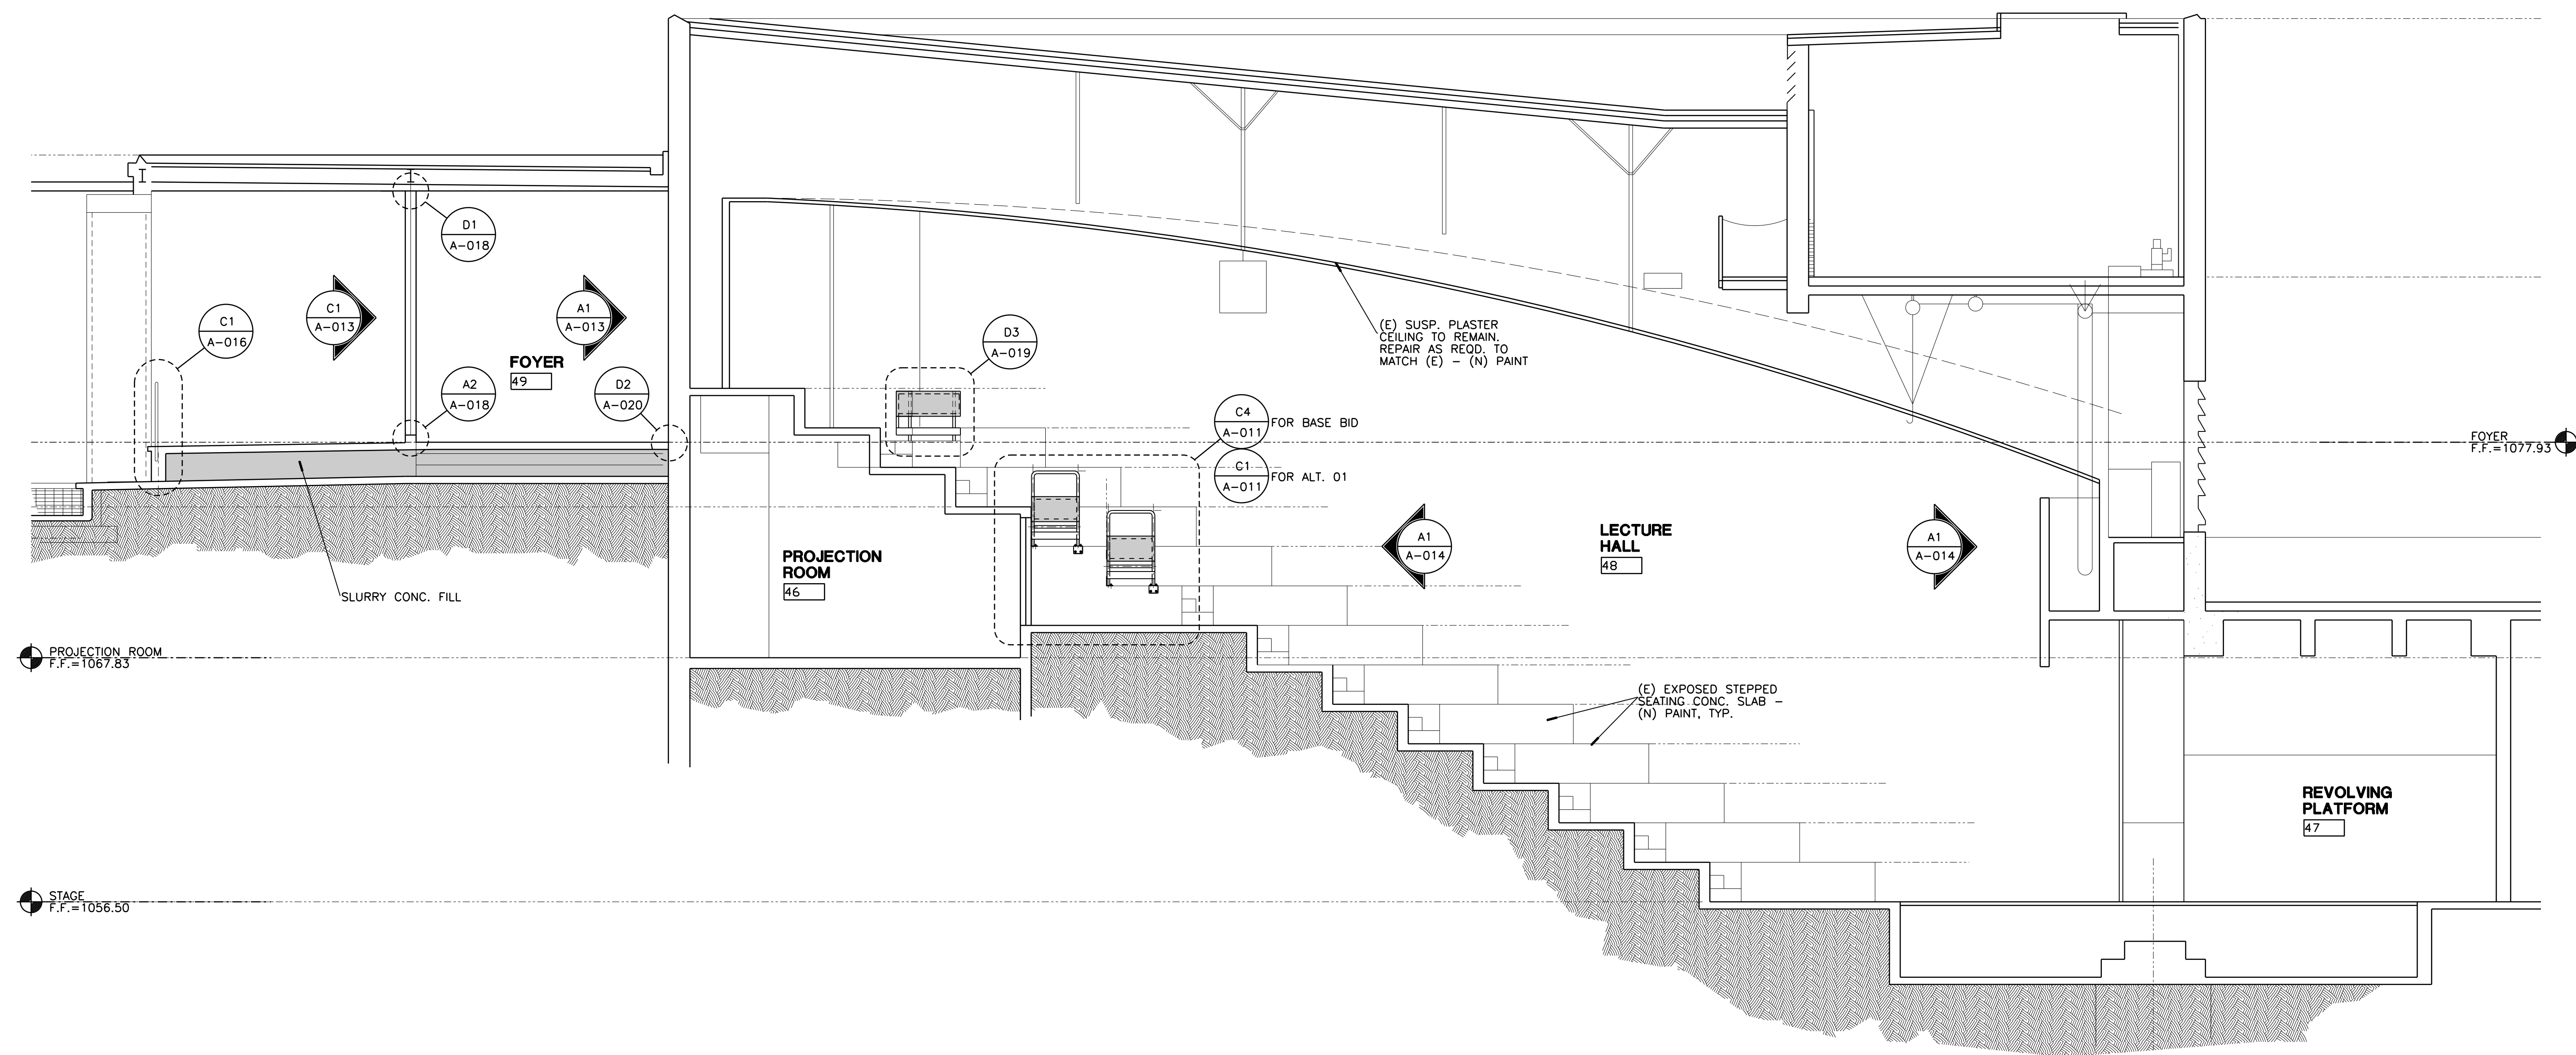 D1
A-018
C1
A-016
C1
A-013
A1
A-013
FOYER
49
A2
A-018
D2
A-020
D3
A-019
(E) SUSP. PLASTER
CEILING TO REMAIN.
REPAIR AS REQD. TO
MATCH (E) - (N) PAINT
C4
A-011
FOR BASE BID
C1
A-011
FOR ALT. 01
FOYER
F.F.=1077.93
SLURRY CONC. FILL
PROJECTION
ROOM
46
A1
A-014
LECTURE
HALL
48
A1
A-014
PROJECTION ROOM
F.F.=1067.83
(E) EXPOSED STEPPED
SEATING CONC. SLAB -
(N) PAINT, TYP.
REVOLVING
PLATFORM
47
STAGE
F.F.=1056.50